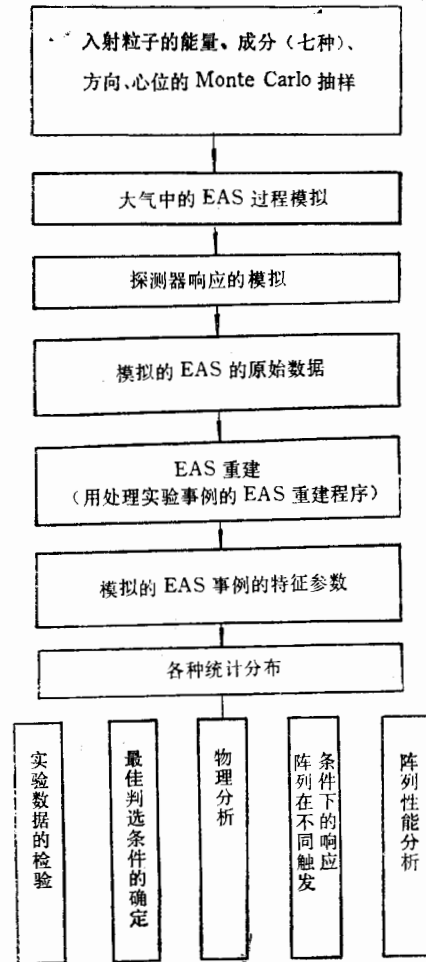 入射粒子的能量、成分（七种）、
方向、心位的 Monte Carlo 抽样
大气中的 EAS 过程模拟
探测器响应的模拟
模拟的 EAS 的原始数据
EAS 重建
（用处理实验事例的 EAS 重建程序）
模拟的 EAS 事例的特征参数
各种统计分布
实验数据的检验
最佳判选条件的确定
物理分析
阵列在不同触发
条件下的响应
阵列性能分析